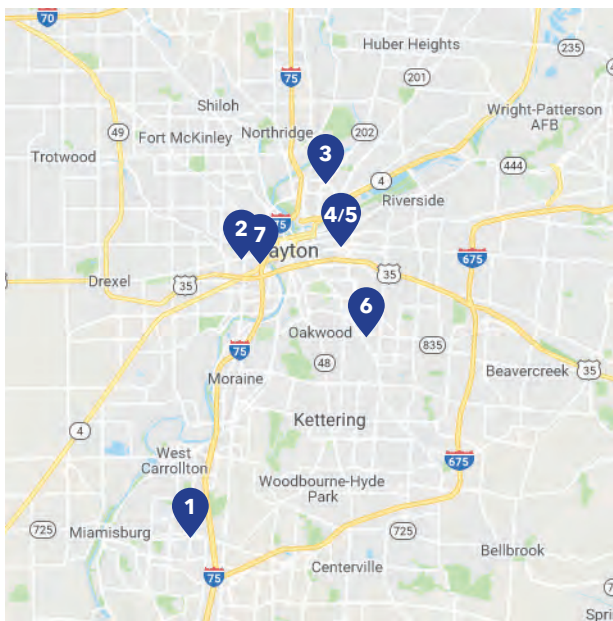 70
Huber Heights
235
75
201
Shiloh
Wright-Patterson
AFB
49
Fort McKinley
Northridge
202
Trotwood
3
444
4
Riverside
4/5
75
2
7
ayton
675
Drexel
35
35
6
Oakwood
75
48
835
Moraine
Beavercreek
35
Kettering
4
West
Carrollton
675
Woodbourne-Hyde
Park
1
725
Miamisburg
725
Bellbrook
75
Centerville
Spri